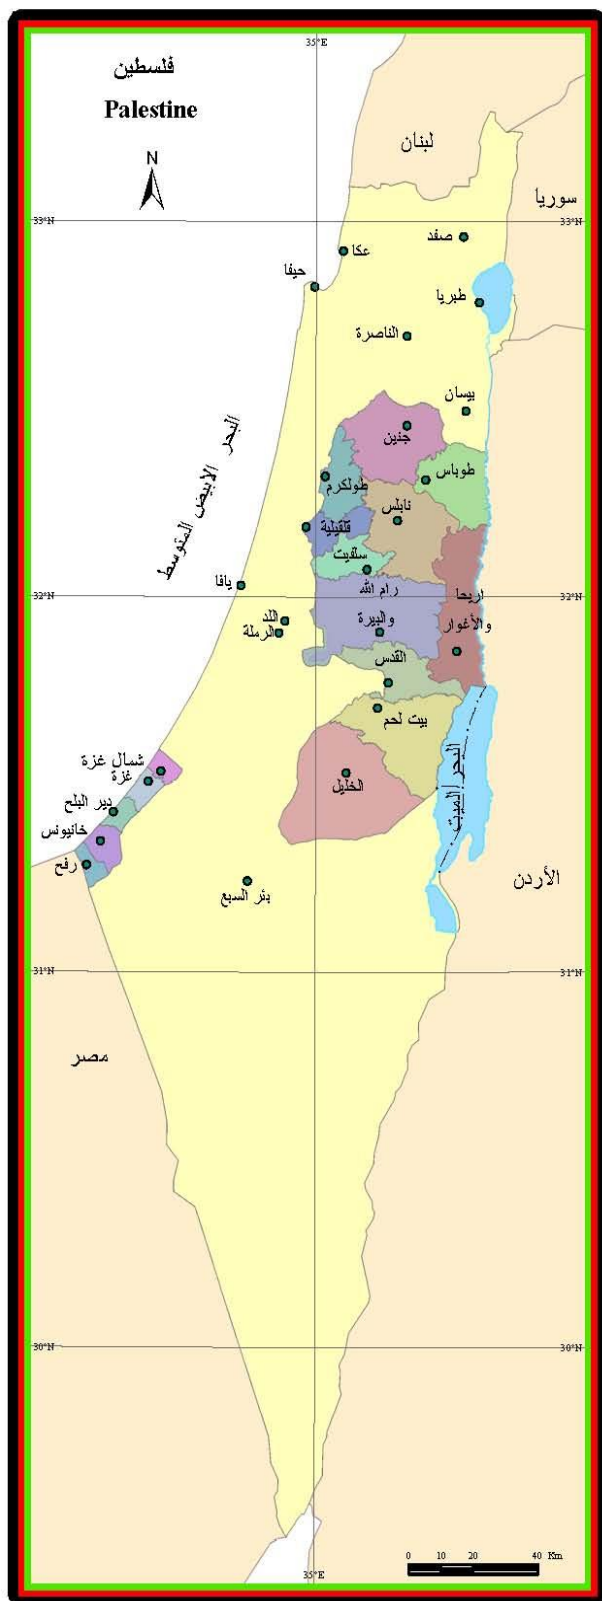 35°E
فلسطين
Palestine
N
لبنان
سوريا
33°N
33°N
صفد
عكا
حيفا
طبريا
الناصرة
بيسان
جنين
البحر الأبيض المتوسط
طوباس
طولكرم
نابلس
قلقيلية
سلفيت
يافا
32°N
32°N
رام الله
والبيرة
اريحا
والأغوار
اللد
الرملة
القدس
بيت لحم
البحر الميت
شمال غزة
غزة
الخليل
دير البلح
خانيونس
رفح
بئر السبع
الأردن
31°N
31°N
مصر
30°N
30°N
0 10 20 40 Km
35°E